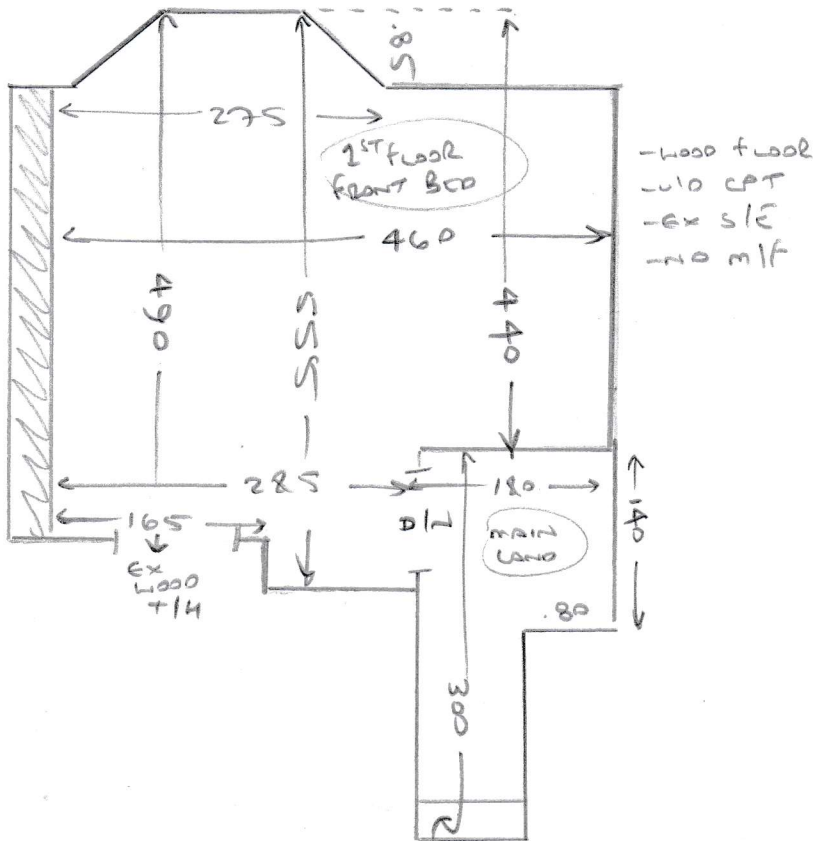 .85
275
1ST FLOOR
FRONT BED
- WOOD FLOOR
- U/D CPT
- EX S/E
- NO M/F
460
490
555
440
285
180
140
165
D/L
MAIN
LAND
EX
WOOD
T/H
.80
300